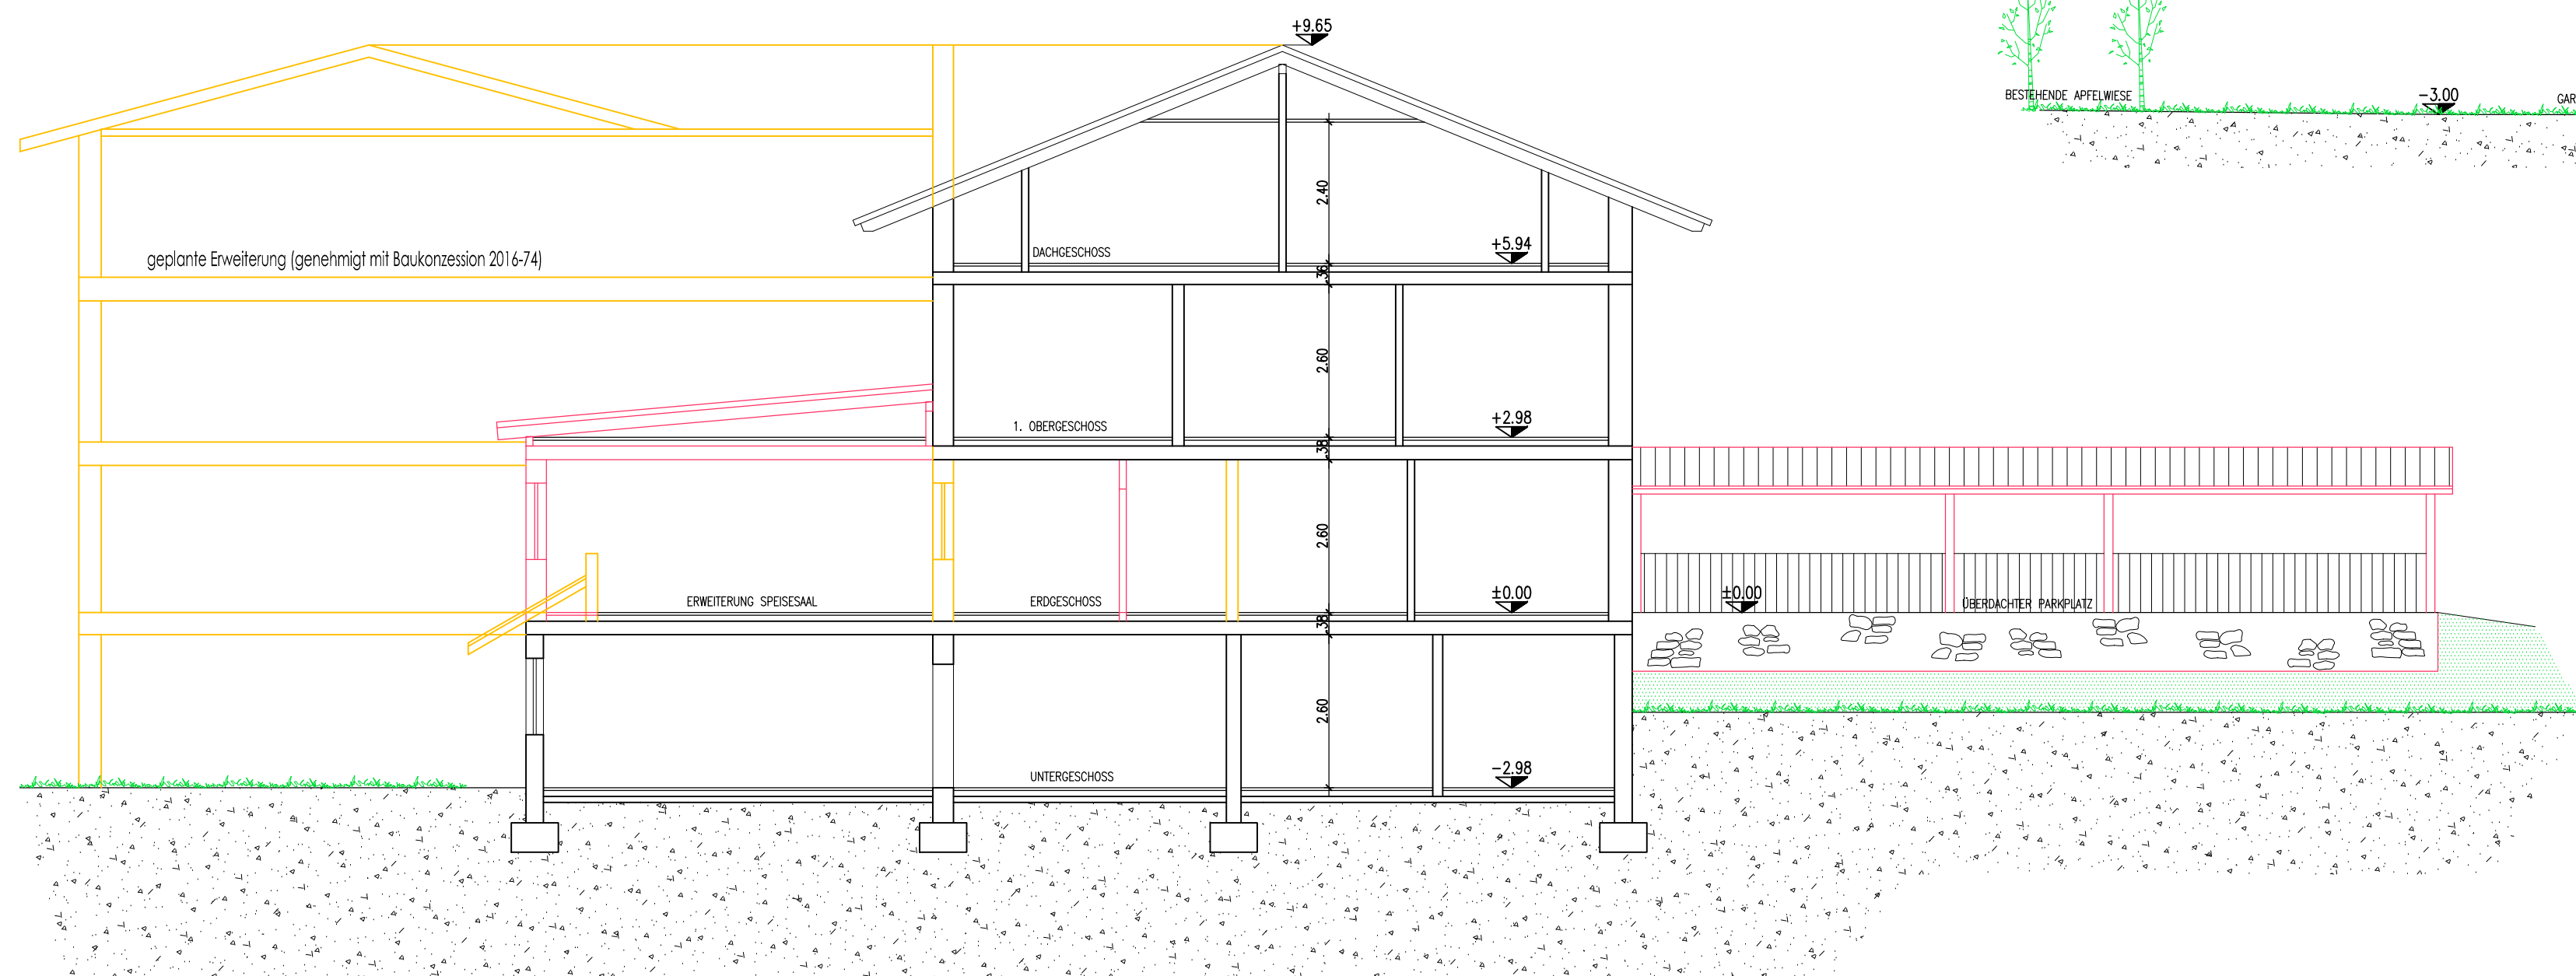 +9.65
BESTEHENDE APFELWIESE
-3.00
GAR
2.40
geplante Erweiterung (genehmigt mit Baukonzession 2016-74)
DACHGESCHOSS
+5.94
.36
2.60
1. OBERGESCHOSS
+2.98
.38
2.60
ERWEITERUNG SPEISESAAL
ERDGESCHOSS
±0.00
±0.00
ÜBERDACHTER PARKPLATZ
.38
2.60
UNTERGESCHOSS
-2.98